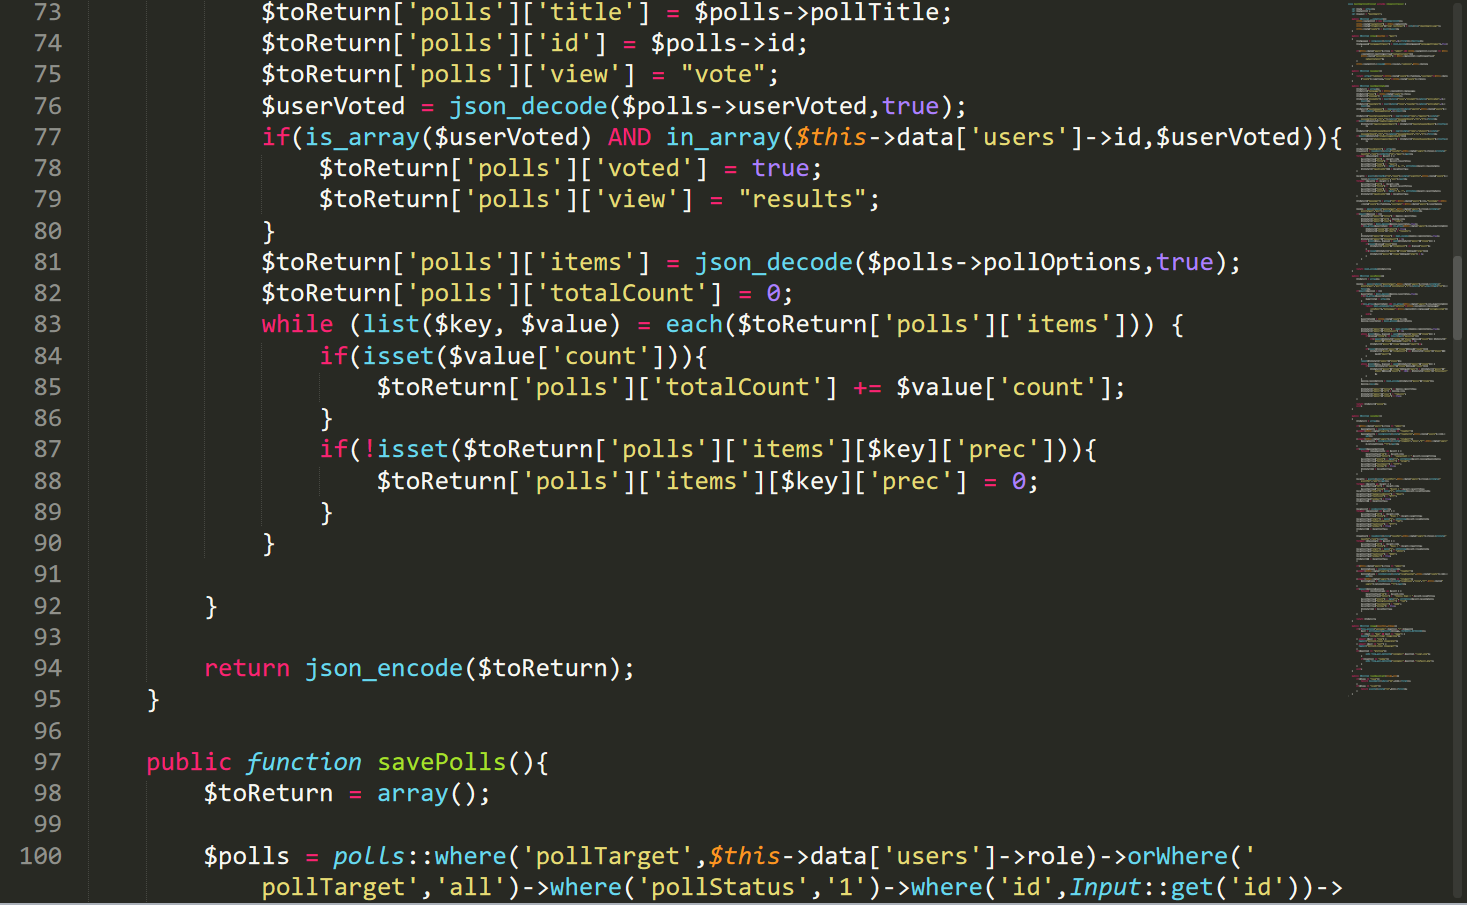 73 $toReturn['polls']['title'] = $polls->pollTitle;
74 $toReturn['polls']['id'] = $polls->id;
75 $toReturn['polls']['view'] = "vote";
76 $userVoted = json_decode($polls->userVoted,true);
77 if(is_array($userVoted) AND in_array($this->data['users']->id,$userVoted)){
78 $toReturn['polls']['voted'] = true;
79 $toReturn['polls']['view'] = "results";
80 }
81 $toReturn['polls']['items'] = json_decode($polls->pollOptions,true);
82 $toReturn['polls']['totalCount'] = 0;
83 while (list($key, $value) = each($toReturn['polls']['items'])) {
84 if(isset($value['count'])){
85 $toReturn['polls']['totalCount'] += $value['count'];
86 }
87 if(!isset($toReturn['polls']['items'][$key]['prec'])){
88 $toReturn['polls']['items'][$key]['prec'] = 0;
89 }
90 }
91
92 }
93
94 return json_encode($toReturn);
95 }
96
97 public function savePolls(){
98 $toReturn = array();
99
100 $polls = polls::where('pollTarget',$this->data['users']->role)->orWhere('
pollTarget','all')->where('pollStatus','1')->where('id',Input::get('id'))->